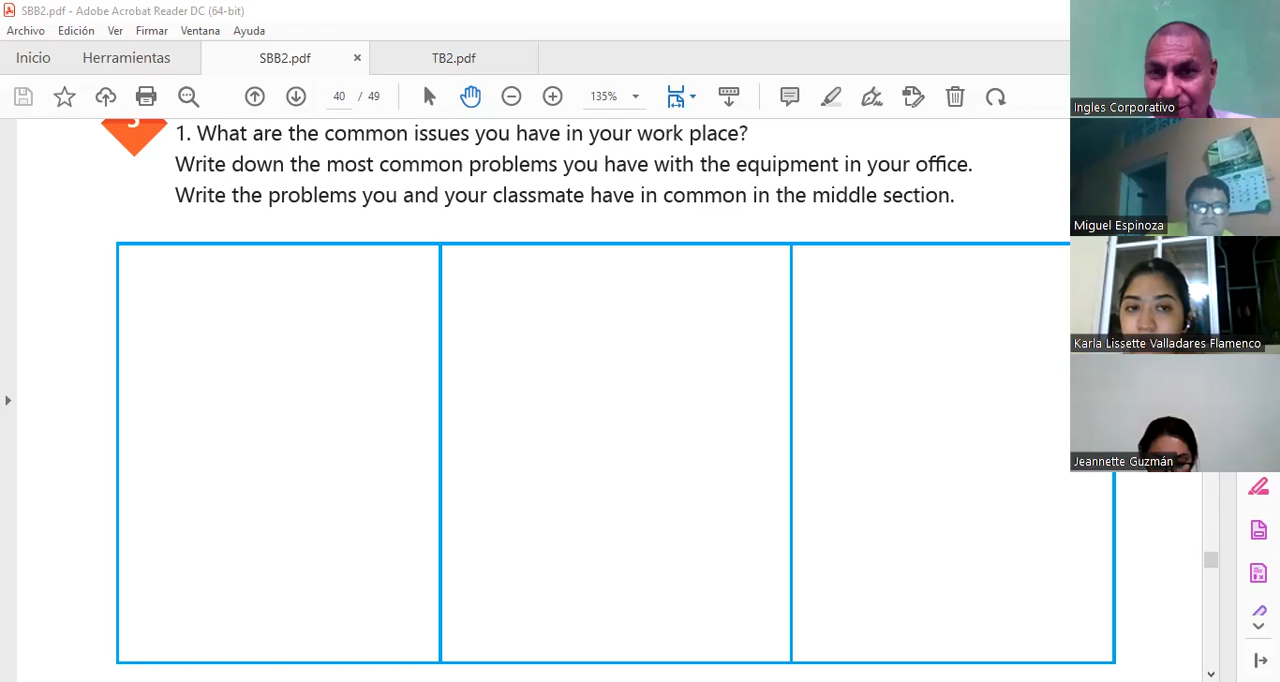 SBB2.pdf - Adobe Acrobat Reader DC (64-bit)
Archivo Edición Ver Firmar Ventana Ayuda
Inicio Herramientas SBB2.pdf × TB2.pdf
40 / 49 135%
3
1. What are the common issues you have in your work place?
Write down the most common problems you have with the equipment in your office.
Write the problems you and your classmate have in common in the middle section.
Ingles Corporativo
Miguel Espinoza
Karla Lissette Valladares Flamenco
Jeannette Guzmán